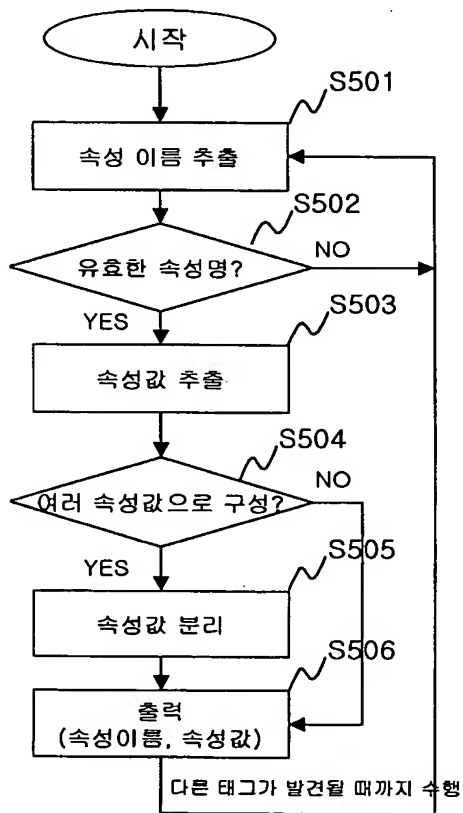 시작
S501
속성 이름 추출
S502
유효한 속성명?
NO
YES
S503
속성값 추출
S504
여러 속성값으로 구성?
NO
YES
S505
속성값 분리
S506
출력
(속성이름, 속성값)
다른 태그가 발견될 때까지 수행